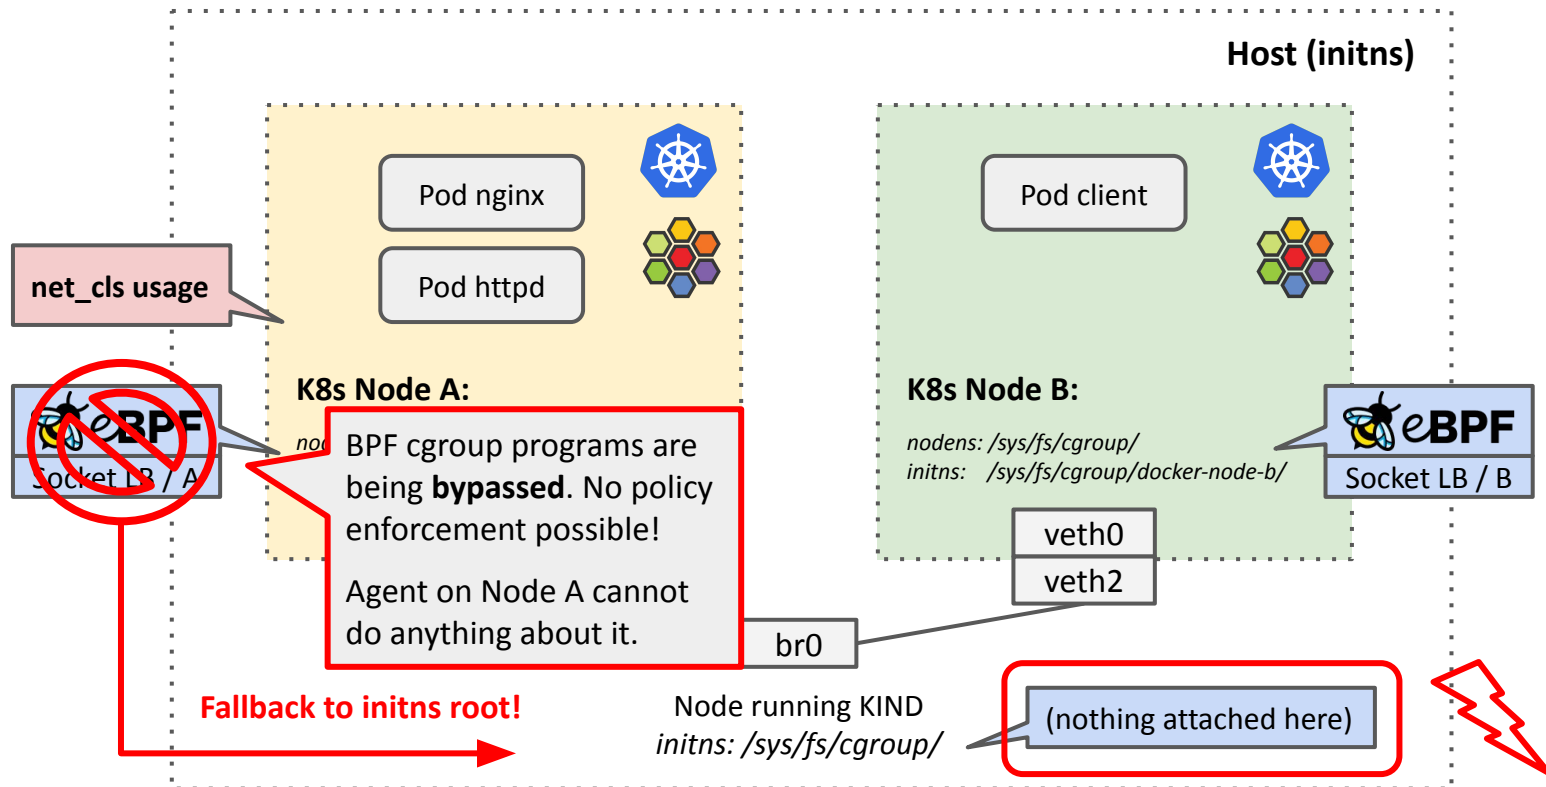 Host (initns)
Pod nginx
Pod client
net_cls usage
Pod httpd
K8s Node A:
K8s Node B:
eBPF
Socket LB / A
BPF cgroup programs are
being bypassed. No policy
enforcement possible!
Agent on Node A cannot
do anything about it.
nodens: /sys/fs/cgroup/
initns: /sys/fs/cgroup/docker-node-b/
eBPF
Socket LB / B
veth0
veth2
br0
Fallback to initns root!
Node running KIND
initns: /sys/fs/cgroup/
(nothing attached here)